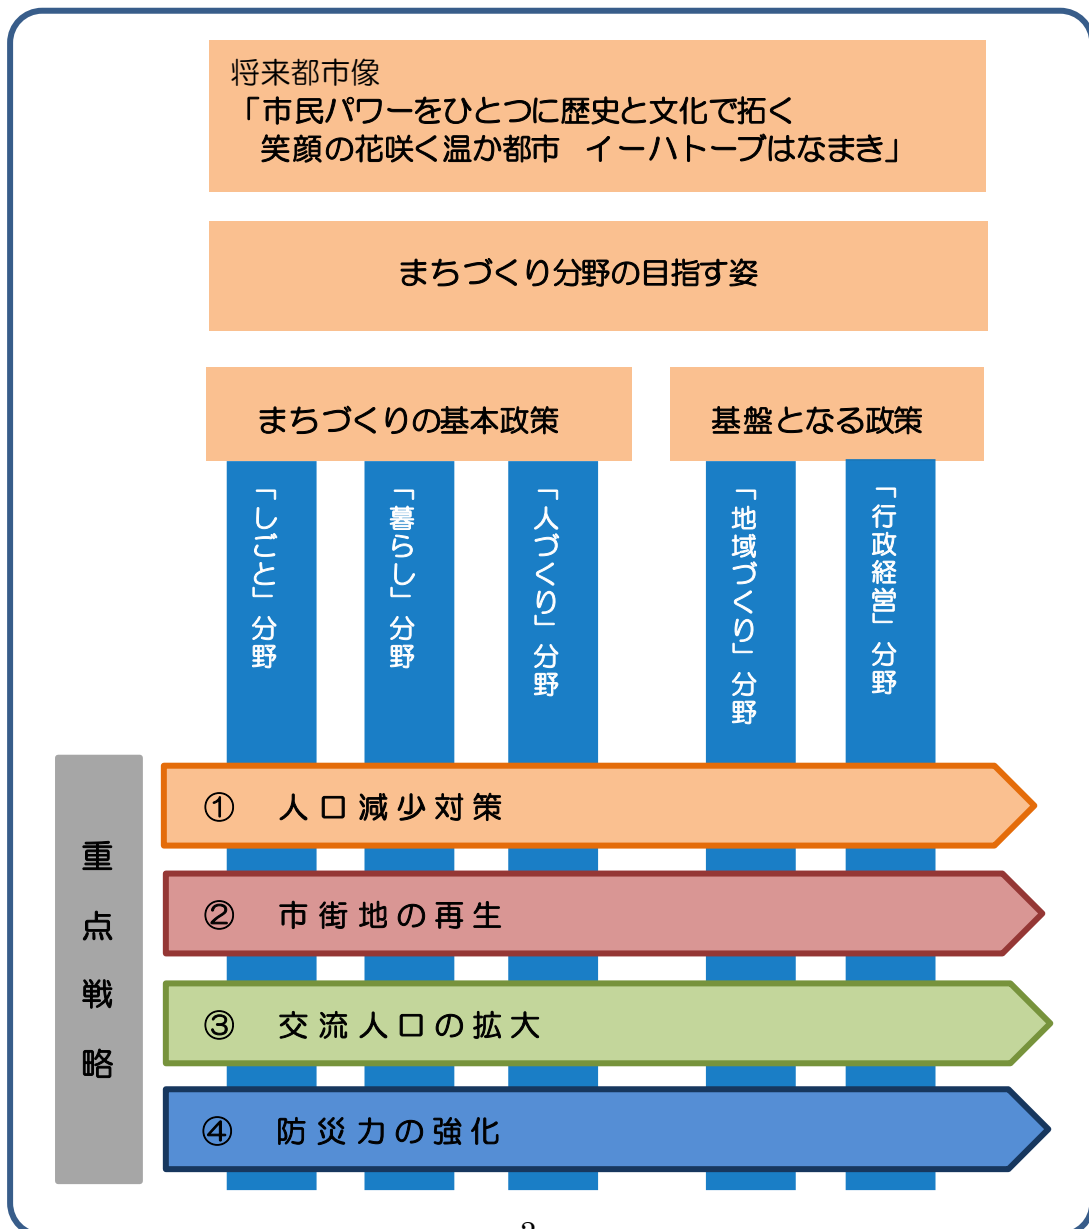 将来都市像
「市民パワーをひとつに歴史と文化で拓く
笑顔の花咲く温か都市 イーハトーブはなまき」
まちづくり分野の目指す姿
まちづくりの基本政策
基盤となる政策
「しごと」分野
「暮らし」分野
「人づくり」分野
「地域づくり」分野
「行政経営」分野
重点戦略
① 人口減少対策
② 市街地の再生
③ 交流人口の拡大
④ 防災力の強化